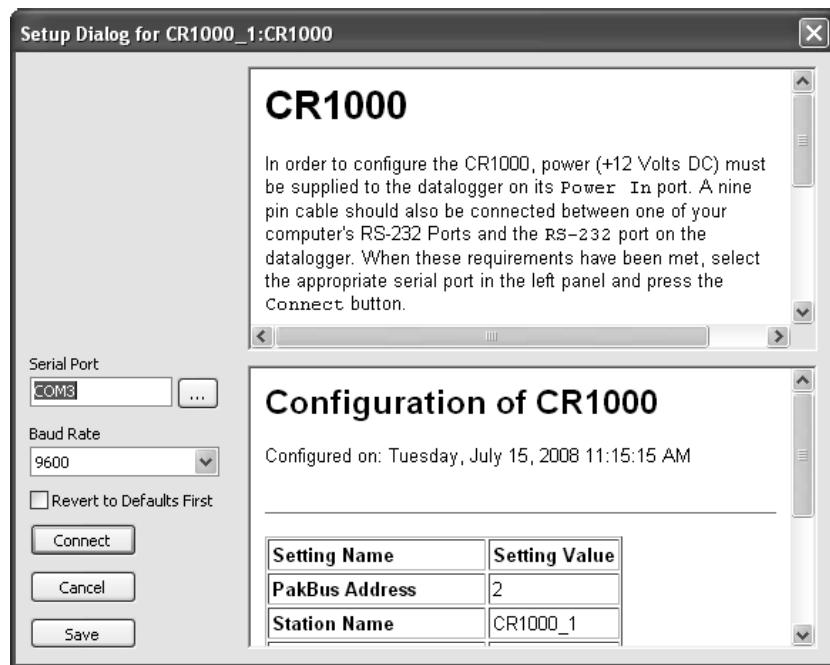 Setup Dialog for CR1000_1:CR1000
CR1000
In order to configure the CR1000, power (+12 Volts DC) must
be supplied to the datalogger on its Power In port. A nine
pin cable should also be connected between one of your
computer's RS-232 Ports and the RS-232 port on the
datalogger. When these requirements have been met, select
the appropriate serial port in the left panel and press the
Connect button.
Serial Port
COM3
...
Baud Rate
9600
Revert to Defaults First
Connect
Cancel
Save
Configuration of CR1000
Configured on: Tuesday, July 15, 2008 11:15:15 AM
Setting Name Setting Value
PakBus Address 2
Station Name CR1000_1